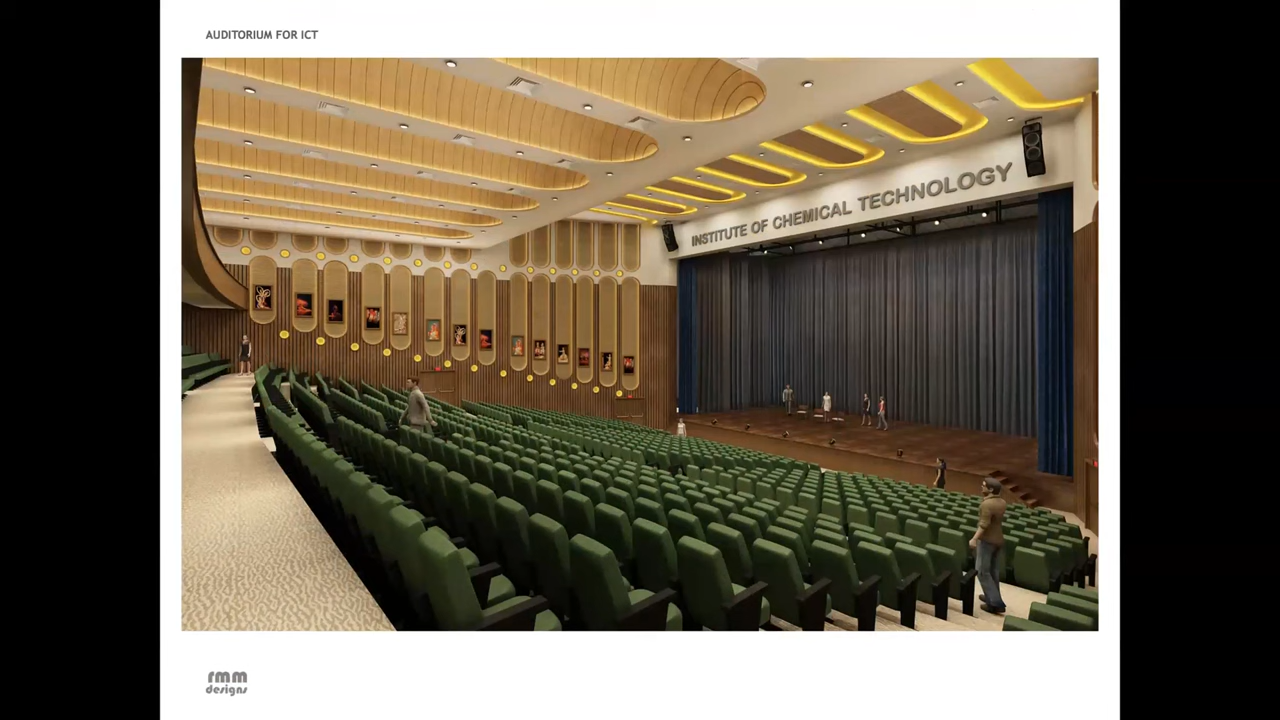 AUDITORIUM FOR ICT
INSTITUTE OF CHEMICAL TECHNOLOGY
rmm
designs